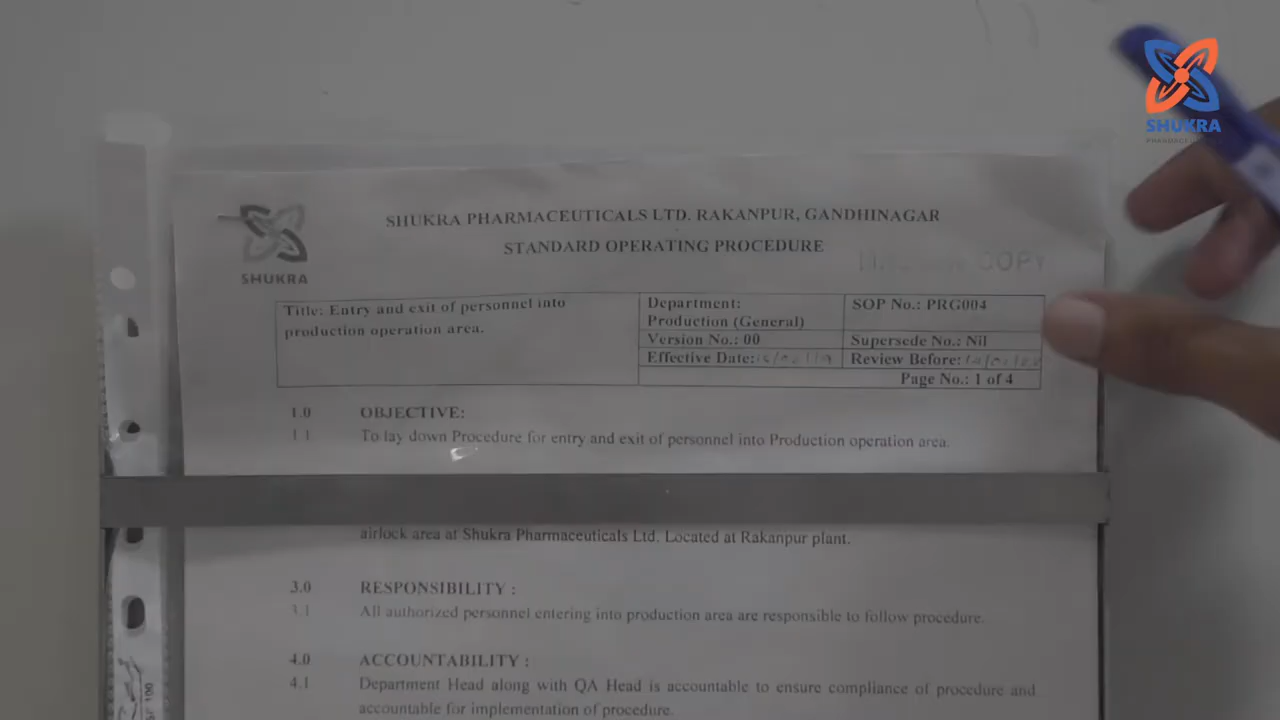 SHUKRA
SHUKRA PHARMACEUTICALS LTD. RAKANPUR, GANDHINAGAR
STANDARD OPERATING PROCEDURE
COPY
SHUKRA
Title: Entry and exit of personnel into
production operation area.
Department:
Production (General)
SOP No.: PRG004
Version No.: 00
Supersede No.: Nil
Effective Date:
Review Before:
Page No.: 1 of 4
1.0 OBJECTIVE:
1.1 To lay down Procedure for entry and exit of personnel into Production operation area.
airlock area at Shukra Pharmaceuticals Ltd. Located at Rakanpur plant.
3.0 RESPONSIBILITY :
3.1 All authorized personnel entering into production area are responsible to follow procedure.
4.0 ACCOUNTABILITY :
4.1 Department Head along with QA Head is accountable to ensure compliance of procedure and
accountable for implementation of procedure.